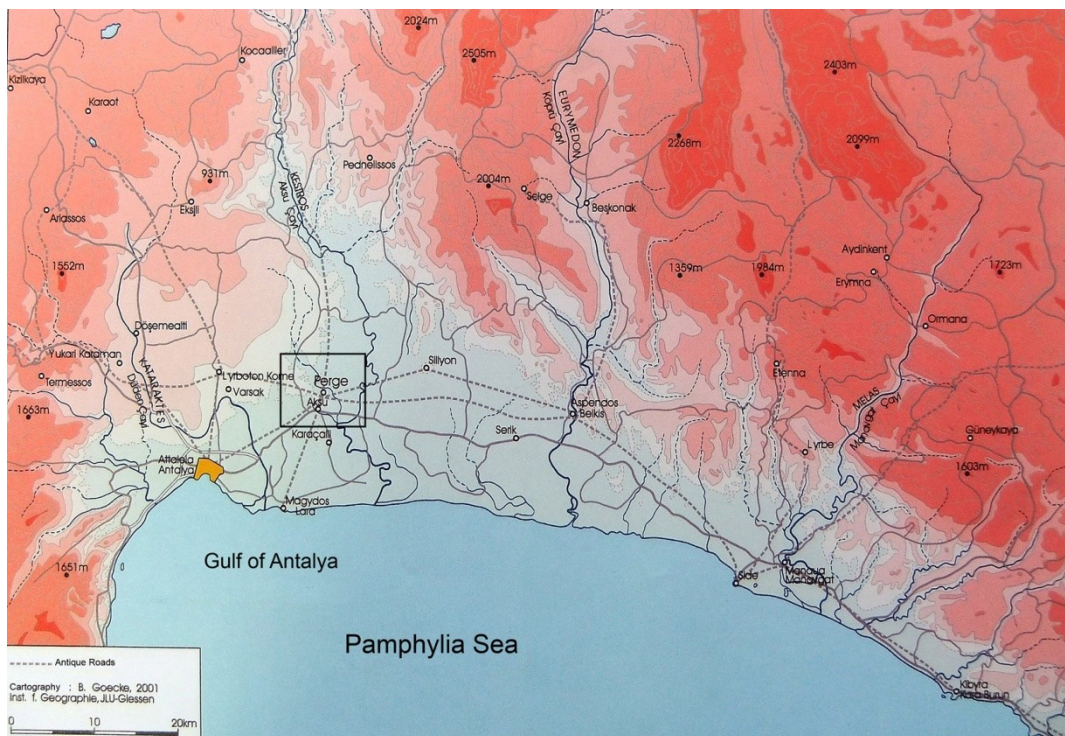 2024m
2505m
2403m
Kocaaliler
Kizilkaya
Karaot
EURYMEDON
Köprü Çayi
2268m
2099m
Pednelissos
931m
KESTROS
Aksu Çayi
2004m
Selge
Beşkonak
Ekşili
Ariassos
Aydinkent
1552m
1359m
1984m
Erymna
1723m
Döşemealti
Ormana
Yukari Karaman
KATARAKTES
Düden Çayi
Lyrboton Kome
Varsak
Sillyon
Etenna
Termessos
Perge
Aksu
MELAS
Manavgat Çayi
1663m
Aspendos
Belkis
Karaçalli
Serik
Güneykaya
Lyrbe
Attaleia
Antalya
1603m
Magydos
Lara
Gulf of Antalya
1651m
Manaua
Manavgat
Side
Pamphylia Sea
Antique Roads
Cartography : B. Goecke, 2001
Inst. f. Geographie, JLU-Giessen
Kibyra
Kara Burun
0 10 20km